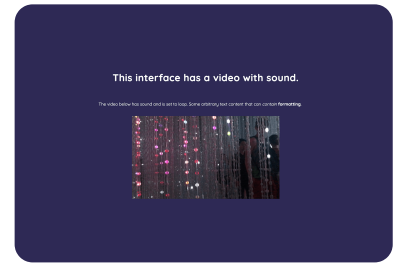 This interface has a video with sound.
The video below has sound and is set to loop. Some arbitrary text content that can contain formatting.